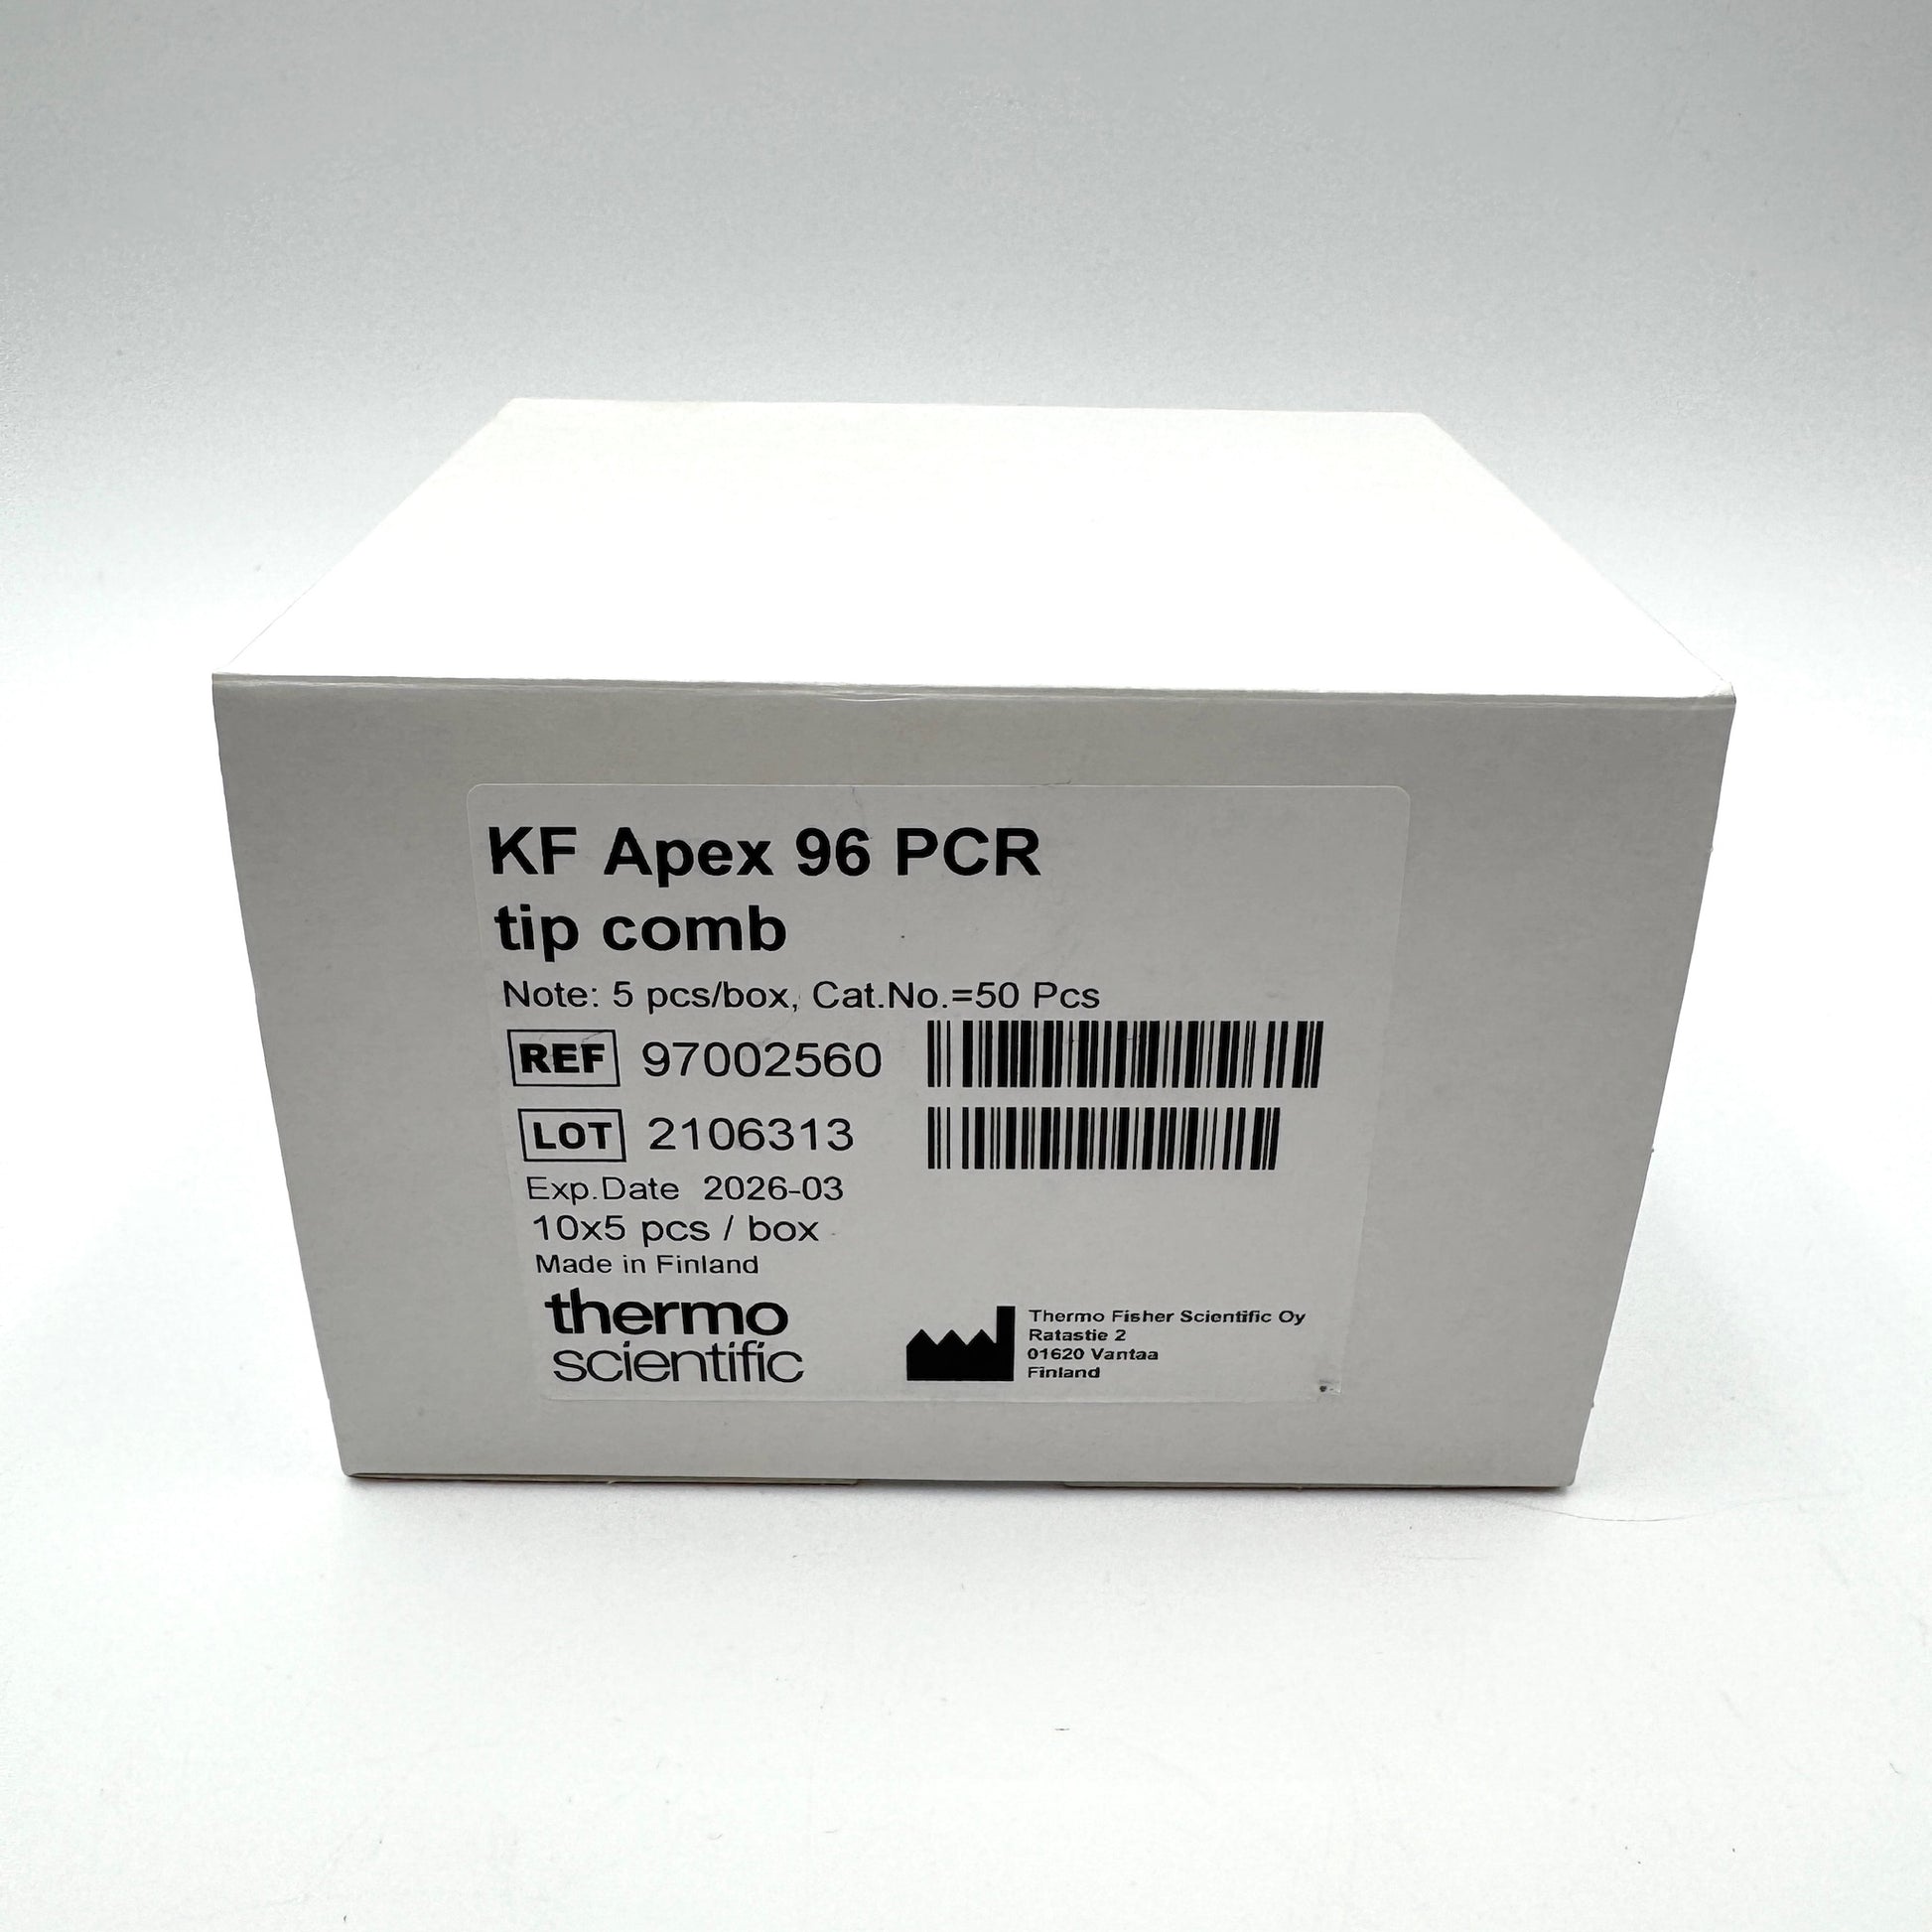 KF Apex 96 PCR
tip comb
Note: 5 pcs/box, Cat.No.=50 Pcs
REF 97002560
LOT 2106313
Exp.Date 2026-03
10x5 pcs / box
Made in Finland
thermo
scientific
Thermo Fisher Scientific Oy
Ratastie 2
01620 Vantaa
Finland